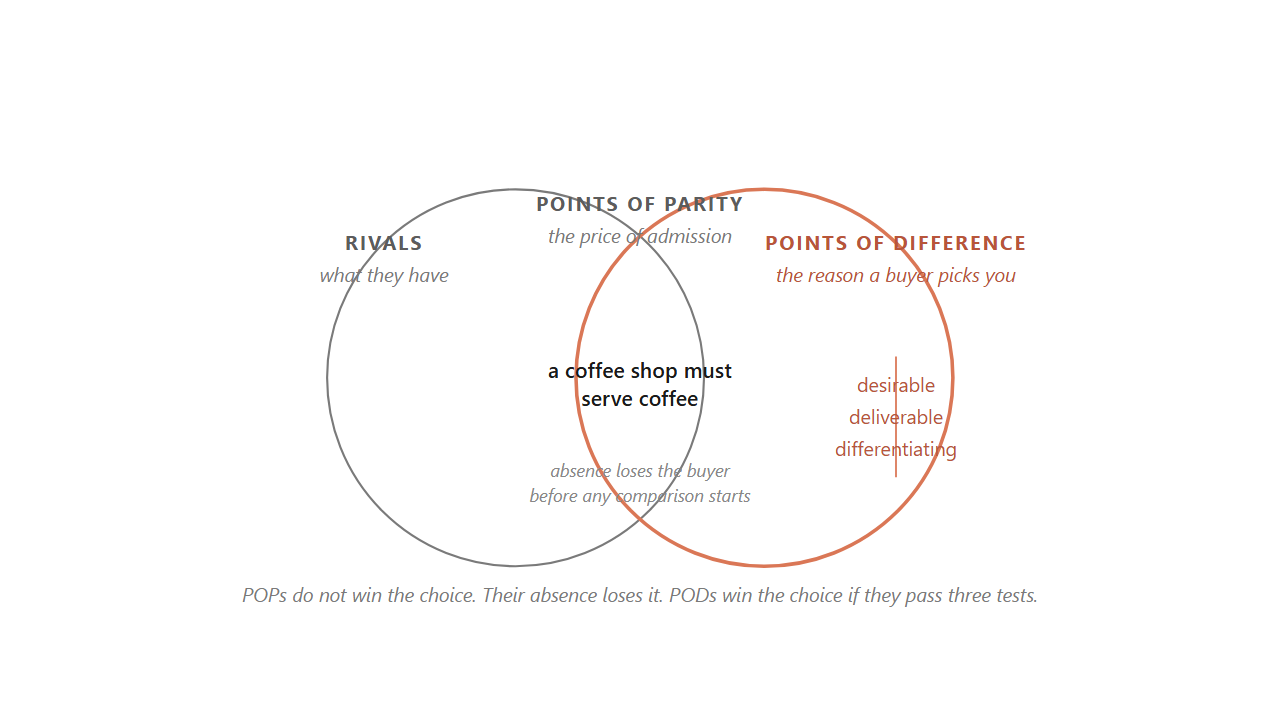 POINTS OF PARITY
the price of admission
RIVALS
what they have
POINTS OF DIFFERENCE
the reason a buyer picks you
a coffee shop must
serve coffee
desirable
deliverable
differentiating
absence loses the buyer
before any comparison starts
POPs do not win the choice. Their absence loses it. PODs win the choice if they pass three tests.